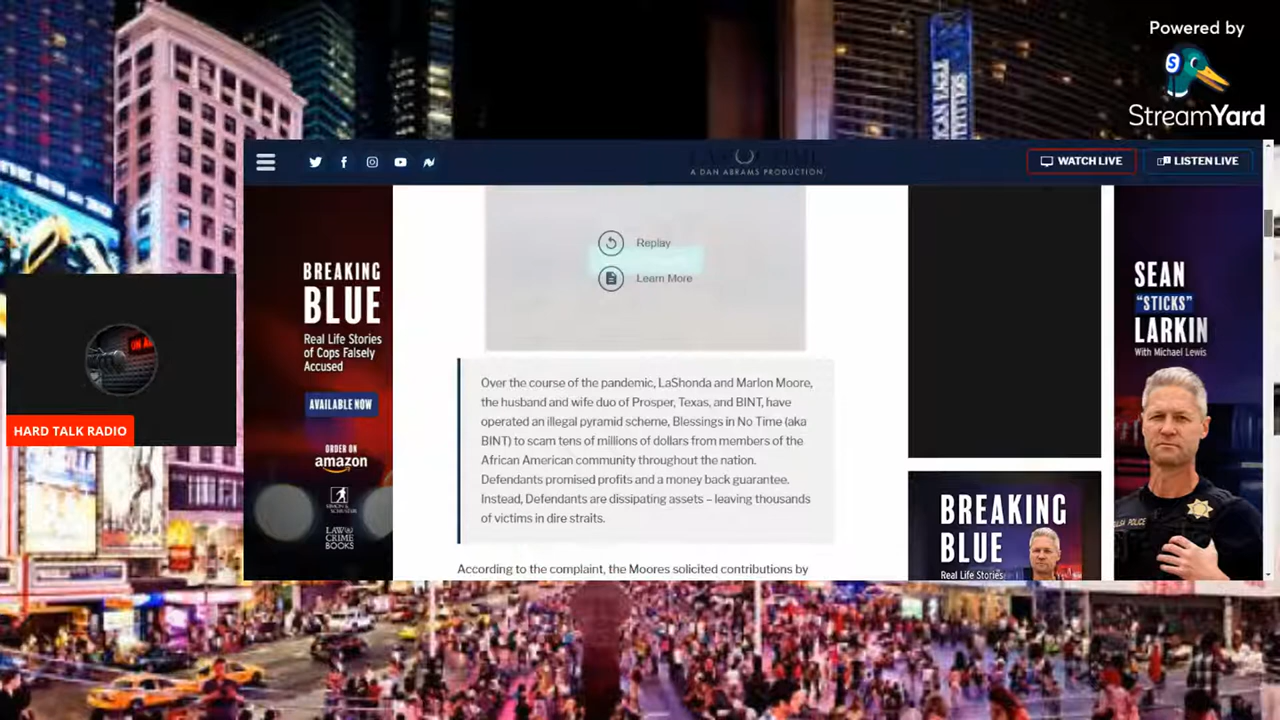 Powered by
StreamYard
A DAN ABRAMS PRODUCTION
WATCH LIVE
LISTEN LIVE
BREAKING
BLUE
Real Life Stories
of Cops Falsely
Accused
AVAILABLE NOW
ORDER ON
amazon
SIMON &
SCHUSTER
LAW&
CRIME
BOOKS
Replay
Learn More
Over the course of the pandemic, LaShonda and Marlon Moore,
the husband and wife duo of Prosper, Texas, and BINT, have
operated an illegal pyramid scheme, Blessings in No Time (aka
BINT) to scam tens of millions of dollars from members of the
African American community throughout the nation.
Defendants promised profits and a money back guarantee.
Instead, Defendants are dissipating assets – leaving thousands
of victims in dire straits.
According to the complaint, the Moores solicited contributions by
BREAKING
BLUE
Real Life Stories
SEAN
"STICKS"
LARKIN
With Michael Lewis
POLICE
HARD TALK RADIO